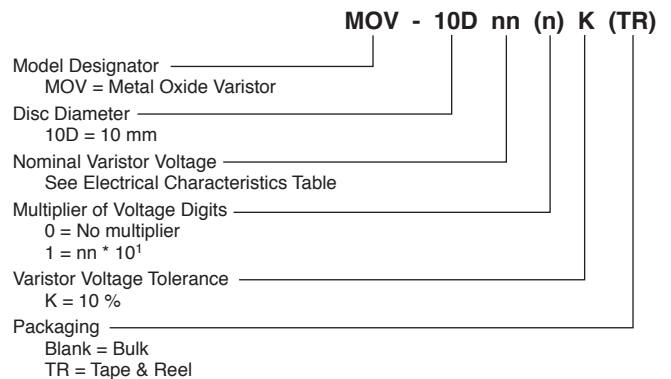 MOV - 10D nn (n) K (TR)
Model Designator
MOV = Metal Oxide Varistor
Disc Diameter
10D = 10 mm
Nominal Varistor Voltage
See Electrical Characteristics Table
Multiplier of Voltage Digits
0 = No multiplier
1 = nn * 10¹
Varistor Voltage Tolerance
K = 10 %
Packaging
Blank = Bulk
TR = Tape & Reel